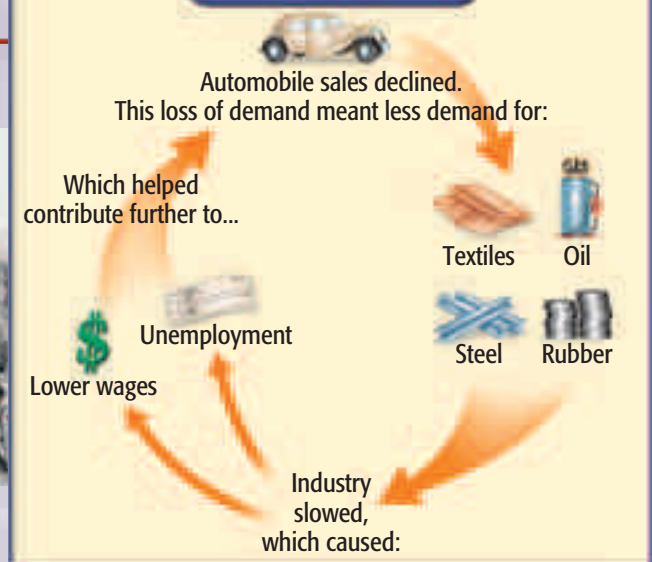 Automobile sales declined.
This loss of demand meant less demand for:
Which helped
contribute further to...
GAS
Textiles
Oil
Steel
Rubber
Unemployment
$
Lower wages
Industry
slowed,
which caused: